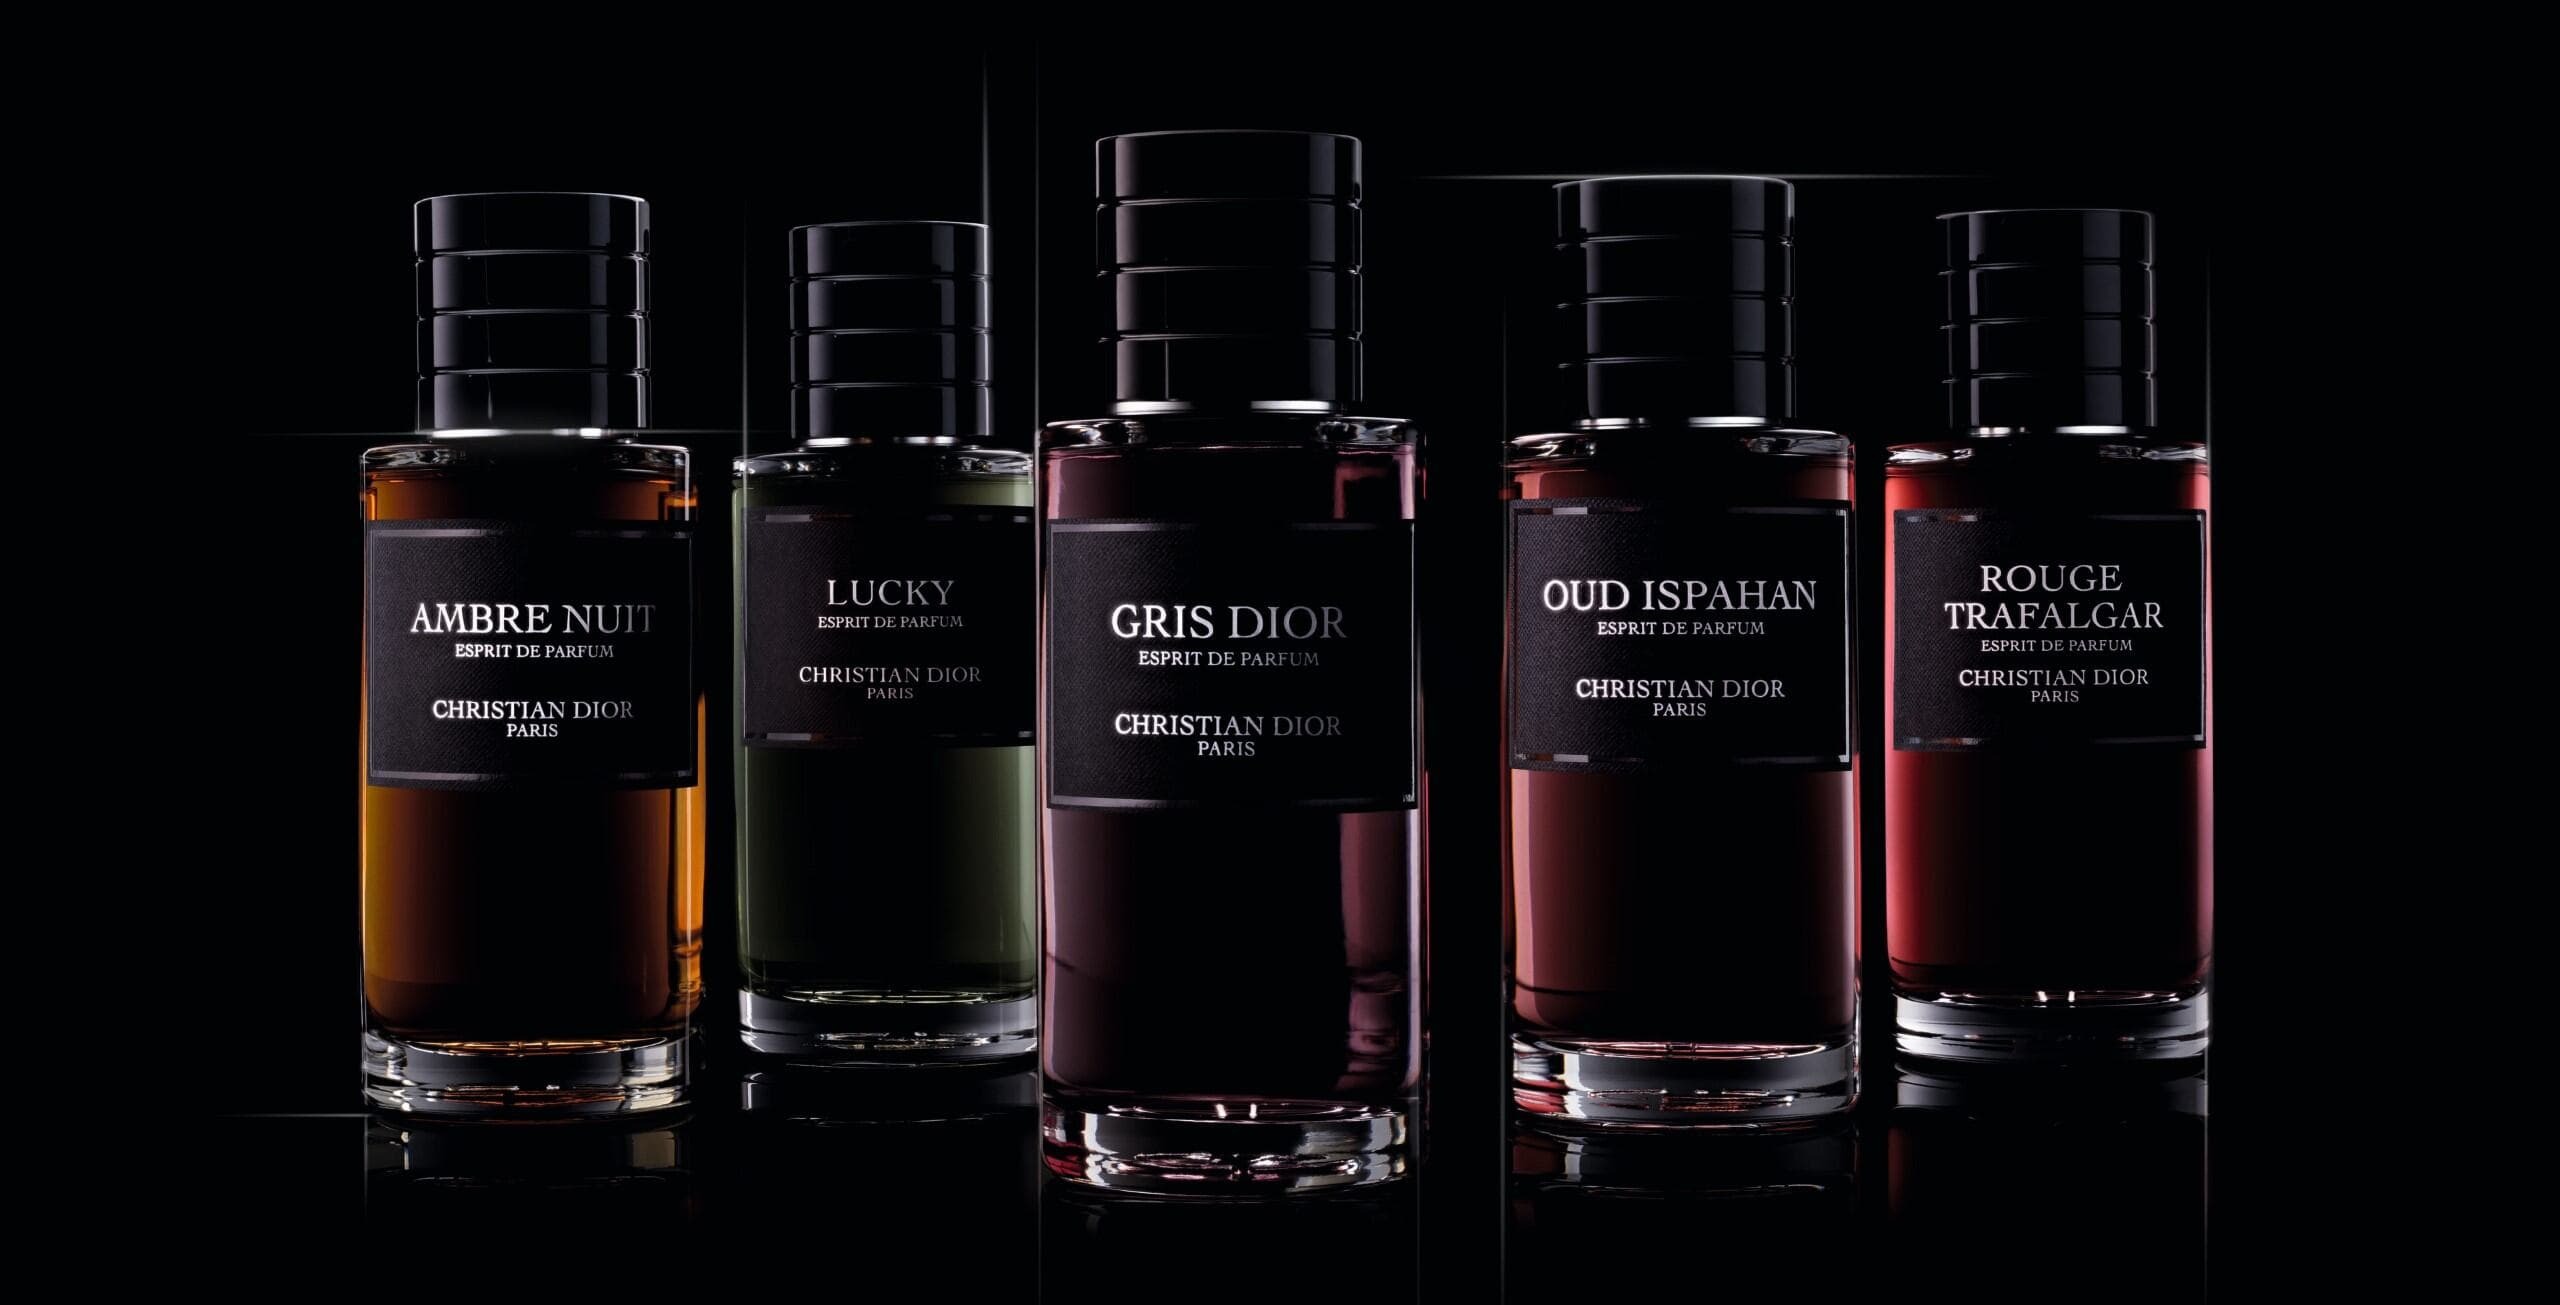 AMBRE NUIT
ESPRIT DE PARFUM
CHRISTIAN DIOR
PARIS
LUCKY
ESPRIT DE PARFUM
CHRISTIAN DIOR
PARIS
GRIS DIOR
ESPRIT DE PARFUM
CHRISTIAN DIOR
PARIS
OUD ISPAHAN
ESPRIT DE PARFUM
CHRISTIAN DIOR
PARIS
ROUGE
TRAFALGAR
ESPRIT DE PARFUM
CHRISTIAN DIOR
PARIS